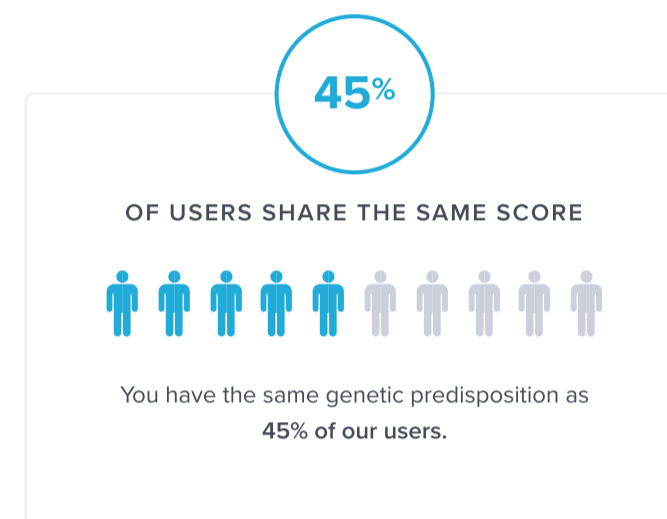 45%
OF USERS SHARE THE SAME SCORE
You have the same genetic predisposition as
45% of our users.